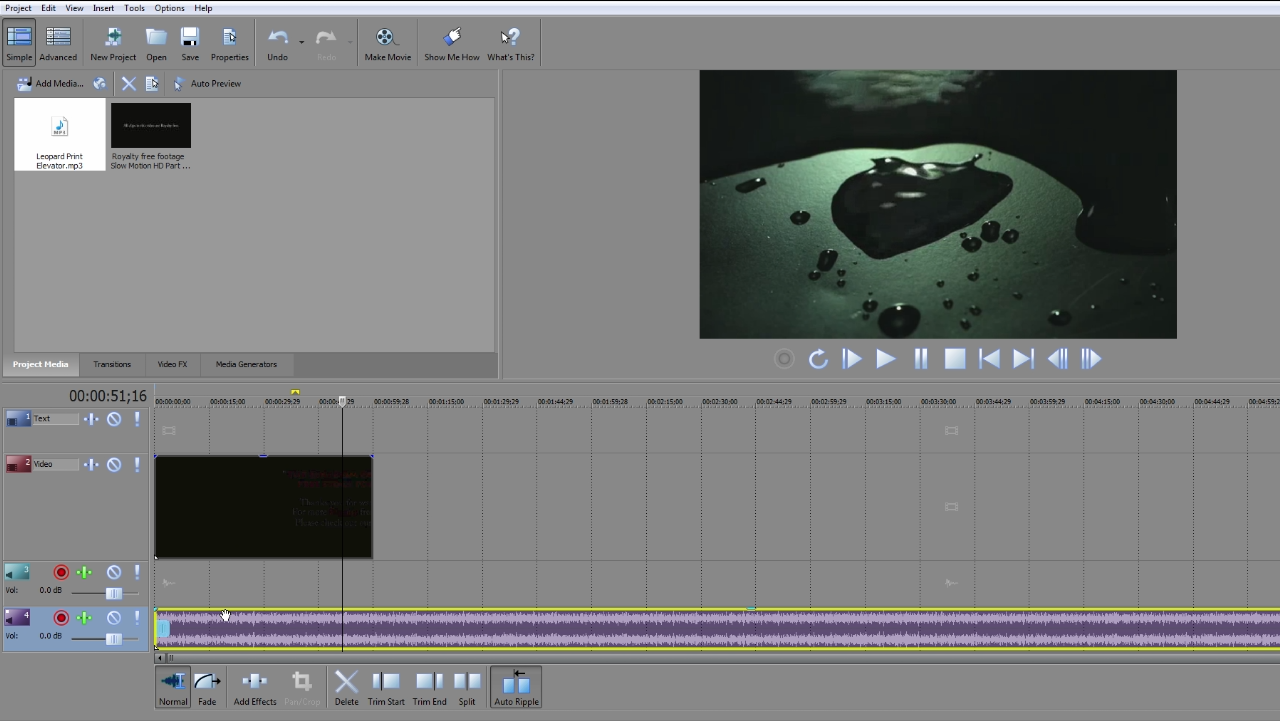 Project Edit View Insert Tools Options Help
Simple Advanced New Project Open Save Properties Undo Redo Make Movie Show Me How What's This?
Add Media... Auto Preview
Leopard Print
Elevator.mp3
Royalty free footage
Slow Motion HD Part ...
Project Media Transitions Video FX Media Generators
00:00:51;16
00:00:00;00 00:00:15;00 00:00:29;29 29 00:00:59;28 00:01:15;00 00:01:29;29 00:01:44;29 00:01:59;28 00:02:15;00 00:02:30;00 00:02:44;29 00:02:59;29 00:03:15;00 00:03:30;00 00:03:44;29 00:03:59;29 00:04:15;00 00:04:30;00 00:04:44;29 00:04:59;2
1 Text
2 Video
3
Vol: 0.0 dB
4
Vol: 0.0 dB
Normal Fade Add Effects Pan/Crop Delete Trim Start Trim End Split Auto Ripple